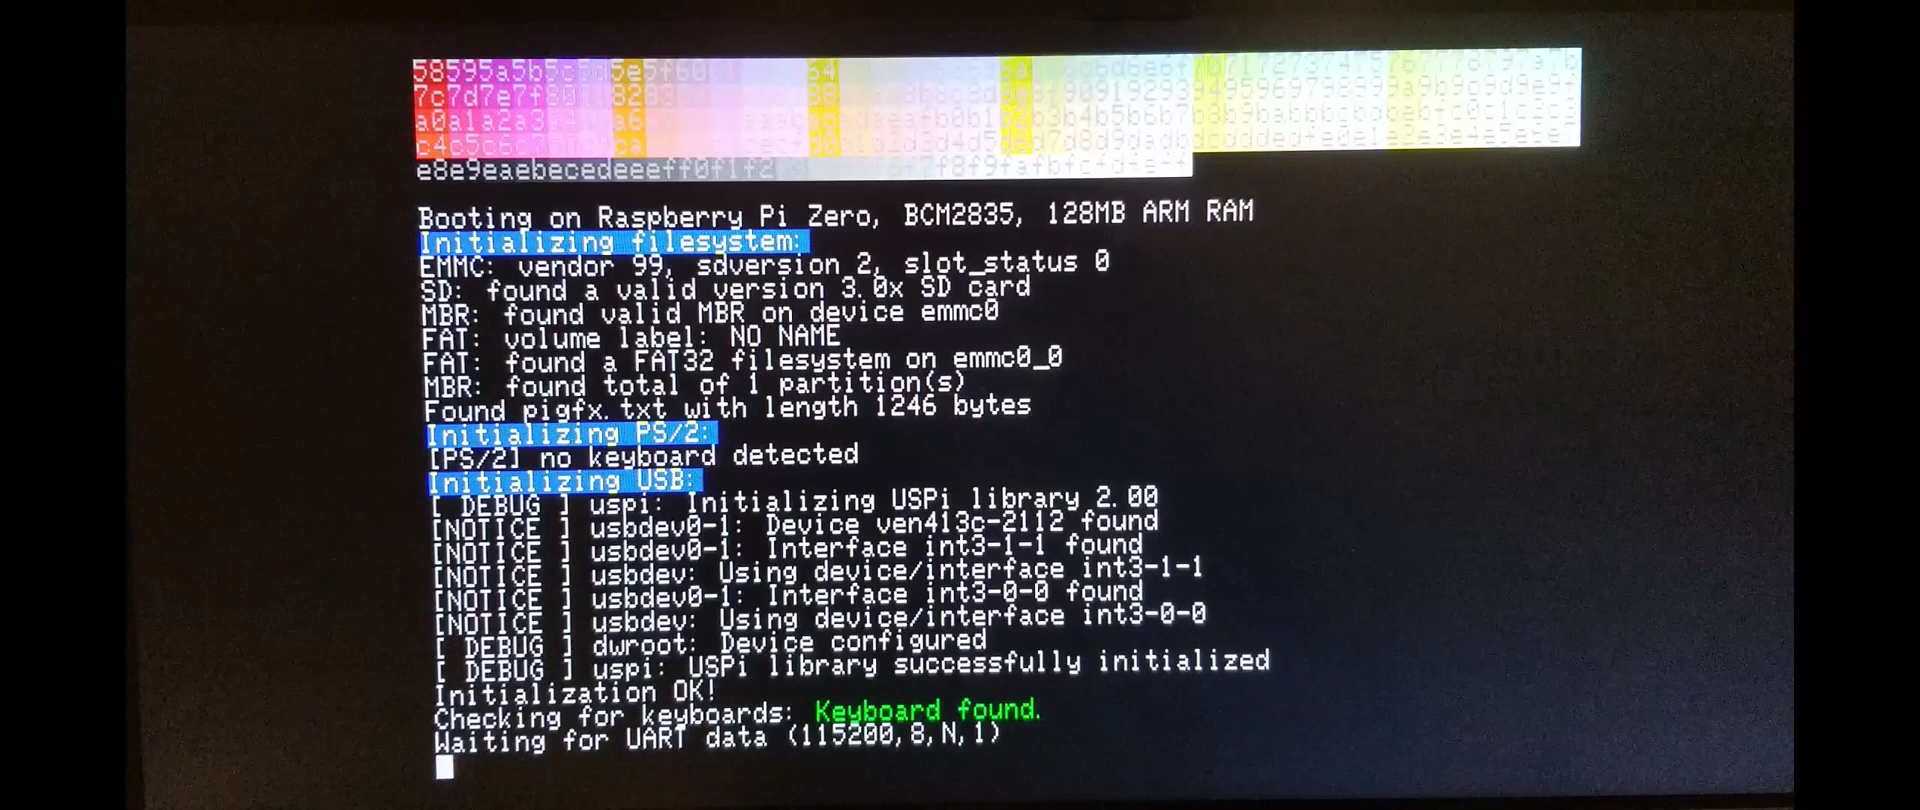 58595a5b5c5d5e5f60
7c7d7e7f80
a0a1a2a3
c4c5c6c7
e8e9eaebecedeeeff0f1f2
Booting on Raspberry Pi Zero, BCM2835, 128MB ARM RAM
Initializing filesystem:
EMMC: vendor 99, sdversion 2, slot_status 0
SD: found a valid version 3.0x SD card
MBR: found valid MBR on device emmc0
FAT: volume label: NO NAME
FAT: found a FAT32 filesystem on emmc0_0
MBR: found total of 1 partition(s)
Found pigfx.txt with length 1246 bytes
Initializing PS/2:
[PS/2] no keyboard detected
Initializing USB:
[ DEBUG ] uspi: Initializing USPi library 2.00
[NOTICE ] usbdev0-1: Device ven413c-2112 found
[NOTICE ] usbdev0-1: Interface int3-1-1 found
[NOTICE ] usbdev: Using device/interface int3-1-1
[NOTICE ] usbdev0-1: Interface int3-0-0 found
[NOTICE ] usbdev: Using device/interface int3-0-0
[ DEBUG ] dwroot: Device configured
[ DEBUG ] uspi: USPi library successfully initialized
Initialization OK!
Checking for keyboards: Keyboard found.
Waiting for UART data (115200,8,N,1)